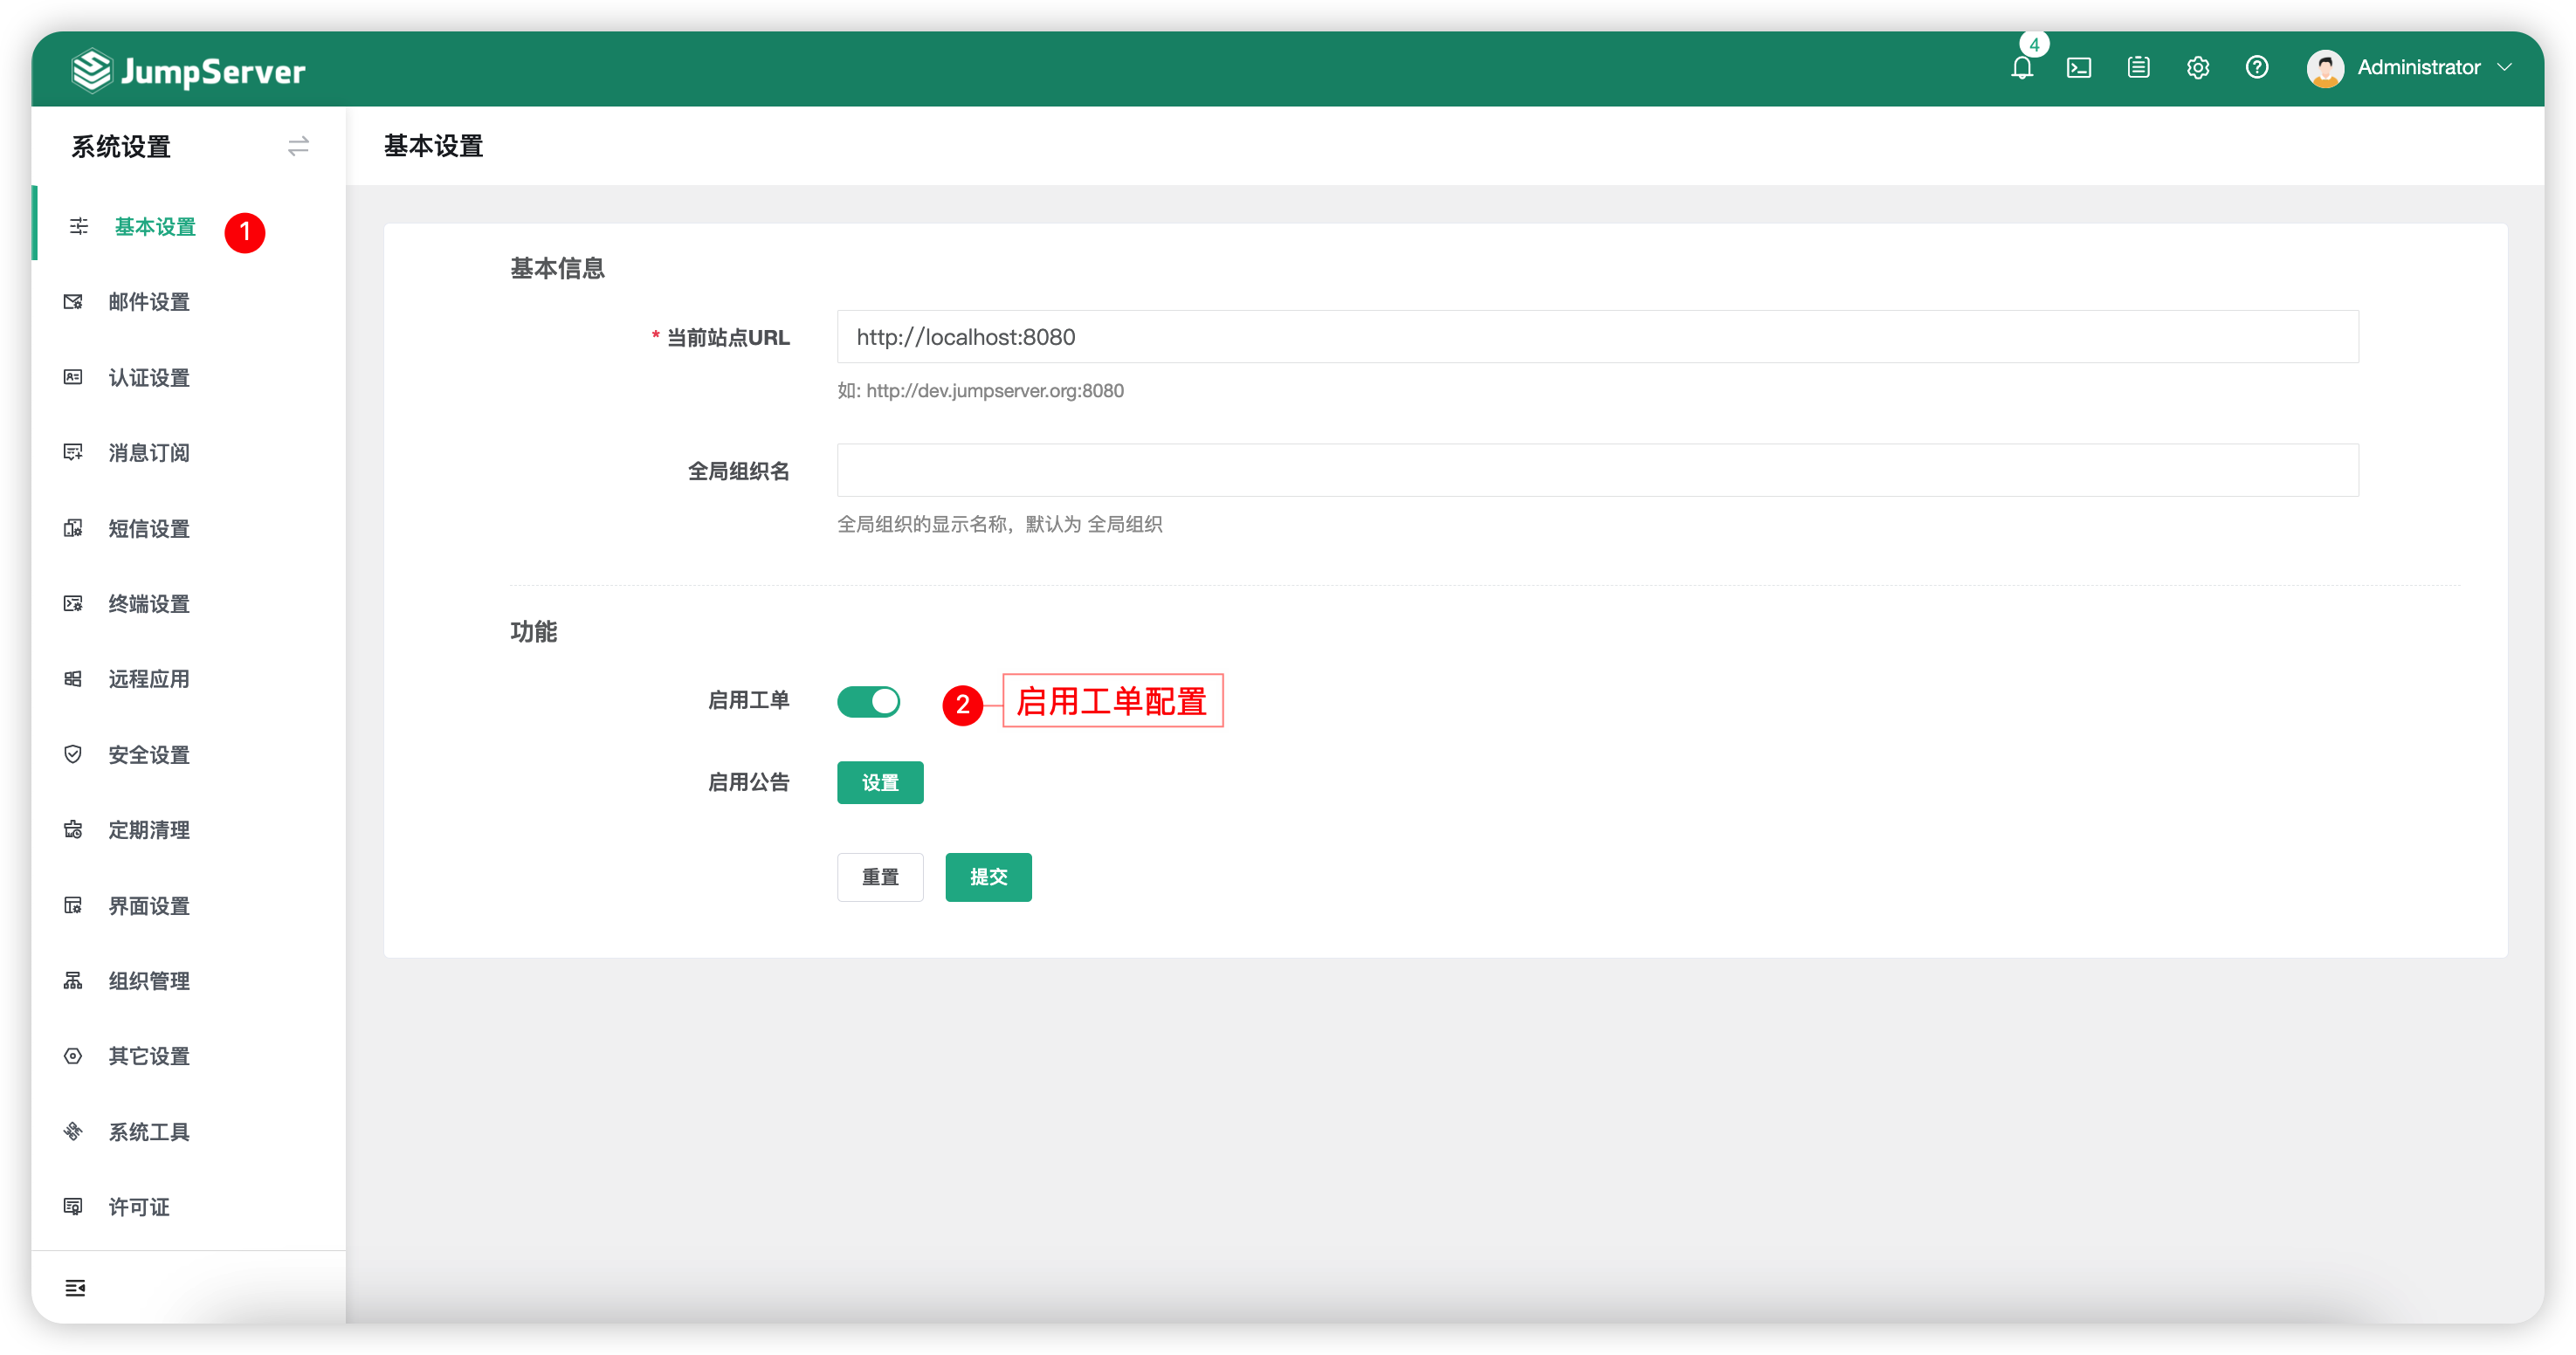 JumpServer
4
Administrator
系统设置
基本设置
基本设置
1
邮件设置
认证设置
消息订阅
短信设置
终端设置
远程应用
安全设置
定期清理
界面设置
组织管理
其它设置
系统工具
许可证
基本信息
* 当前站点URL
http://localhost:8080
如: http://dev.jumpserver.org:8080
全局组织名
全局组织的显示名称，默认为 全局组织
功能
启用工单
2
启用工单配置
启用公告
设置
重置
提交